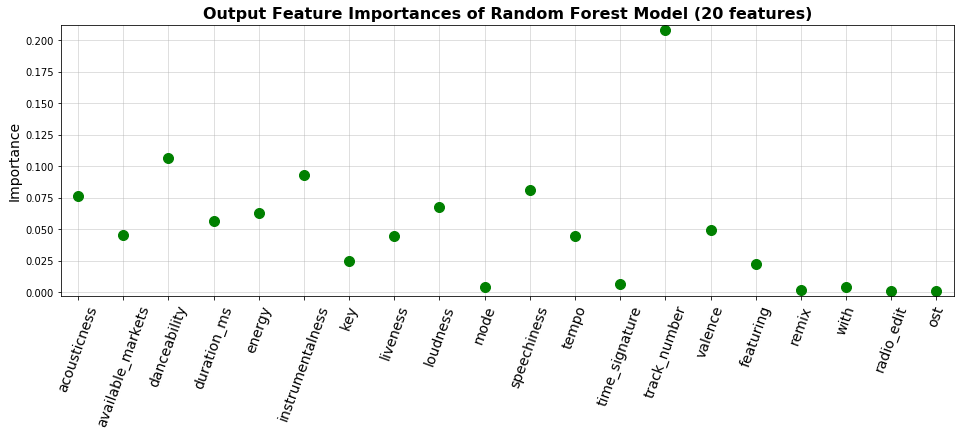 Output Feature Importances of Random Forest Model (20 features)
Importance
0.200
0.175
0.150
0.125
0.100
0.075
0.050
0.025
0.000
acousticness
available_markets
danceability
duration_ms
energy
instrumentalness
key
liveness
loudness
mode
speechiness
tempo
time_signature
track_number
valence
featuring
remix
with
radio_edit
ost